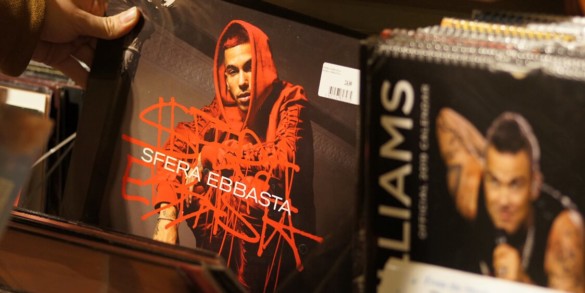 SFERA EBBASTA
LIAMS
OFFICIAL 2018 CALENDAR